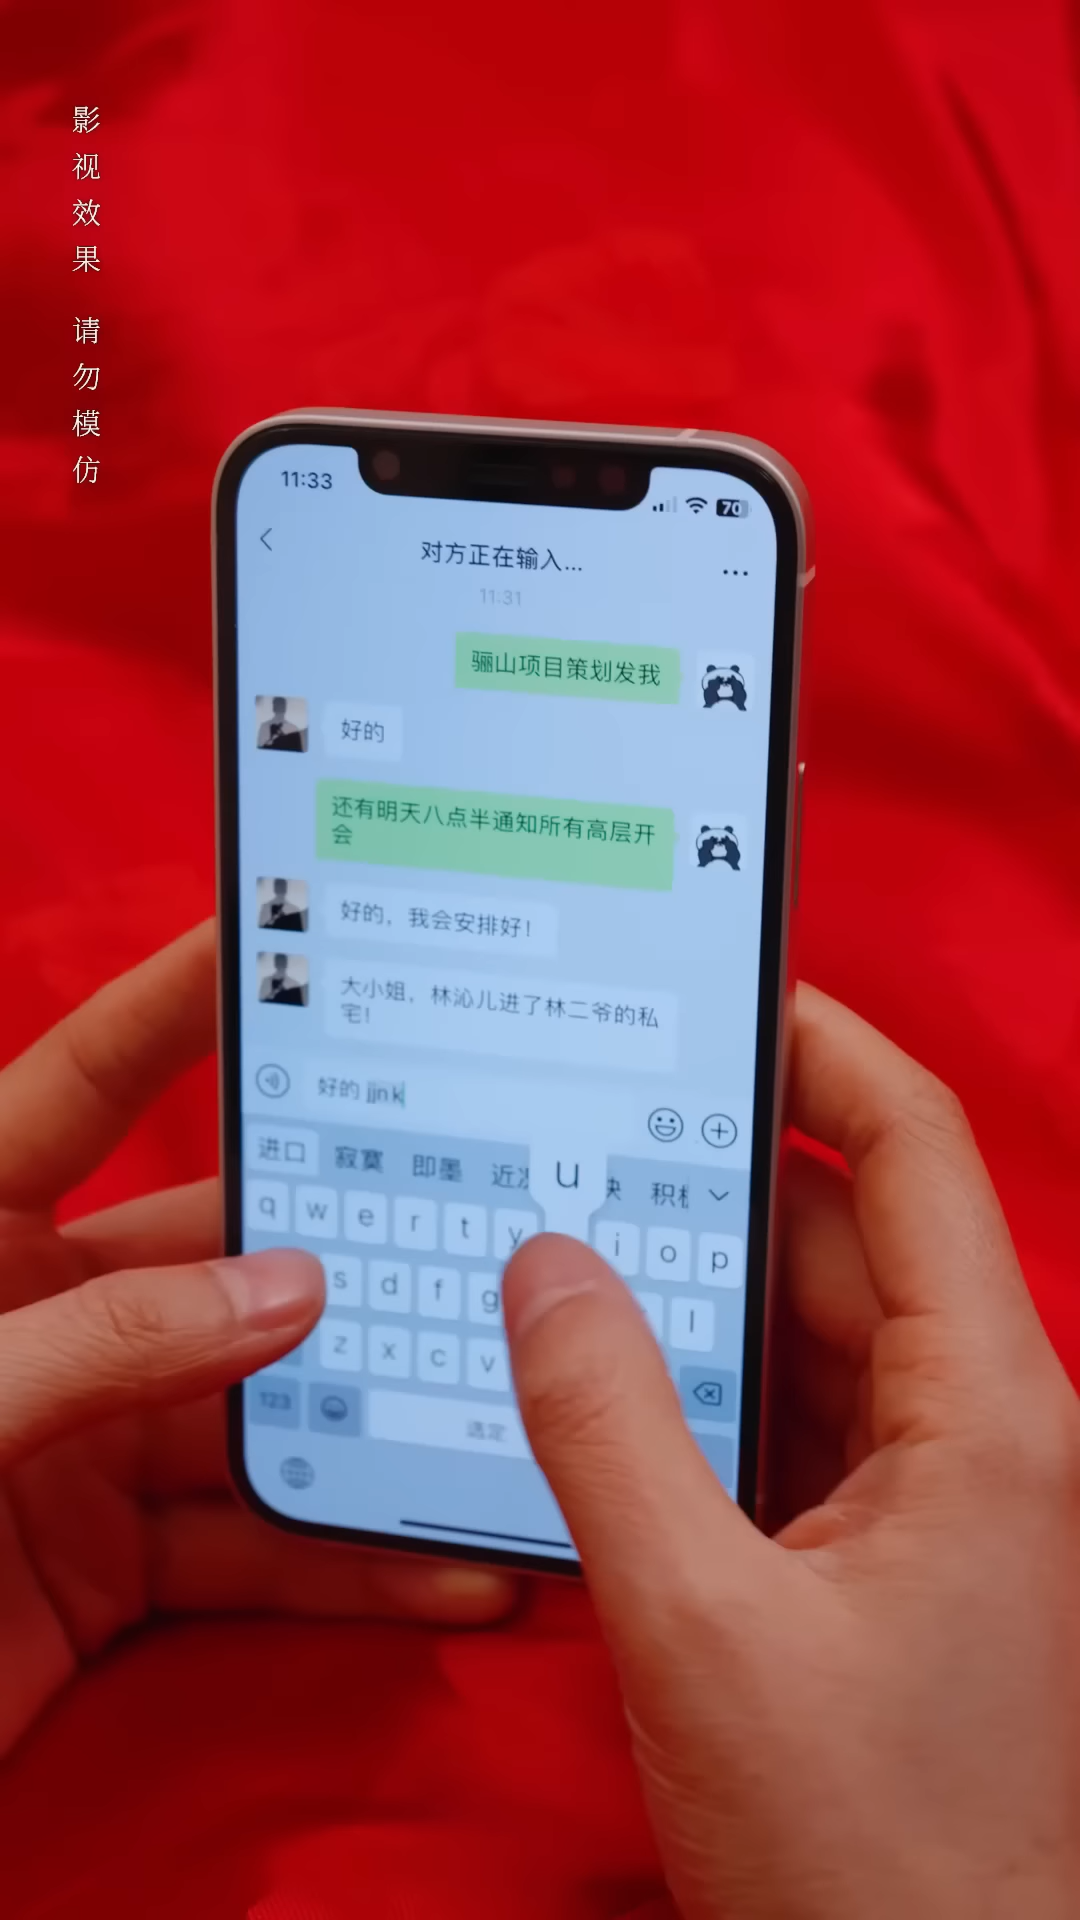 影视效果 请勿模仿
11:33
70
对方正在输入...
11:31
骊山项目策划发我
好的
还有明天八点半通知所有高层开
会
好的，我会安排好！
大小姐，林沁儿进了林二爷的私
宅！
好的 jjnk
进口 寂寞 即墨
u
q w e r t y i o p
s d f g l
z x c v
123 选定